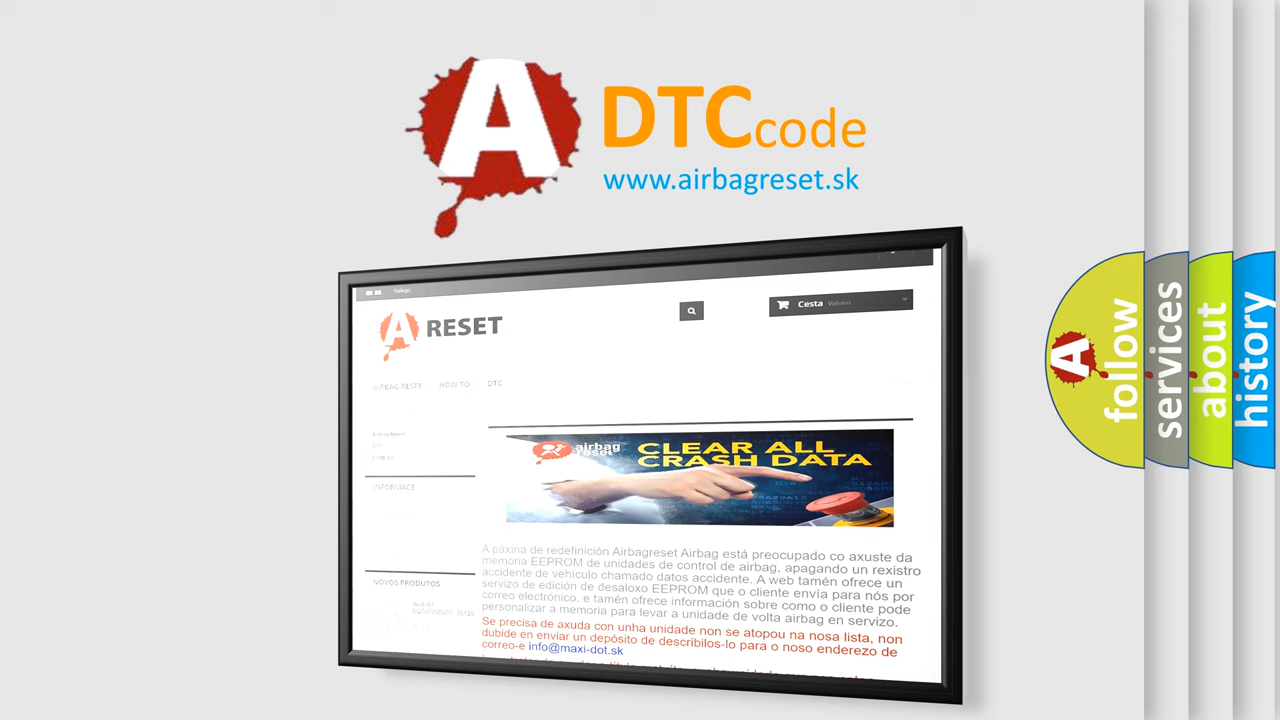 A DTCcode
www.airbagreset.sk
Galego
A RESET
Cesta Valeiro
AIRBAG RESET HOW TO DTC
INFORMACE
NOVOS PRODUTOS
airbag
reset
CLEAR ALL
CRASH DATA
A páxina de redefinición Airbagreset Airbag está preocupado co axuste da
memoria EEPROM de unidades de control de airbag, apagando un rexistro
accidente de vehículo chamado datos accidente. A web tamén ofrece un
servizo de edición de desaloxo EEPROM que o cliente envía para nós por
correo electrónico, e tamén ofrece información sobre como o cliente pode
personalizar a memoria para levar a unidade de volta airbag en servizo.
Se precisa de axuda con unha unidade non se atopou na nosa lista, non
dubide en enviar un depósito de describilos-lo para o noso enderezo de
correo-e info@maxi-dot.sk
A
follow
services
about
history